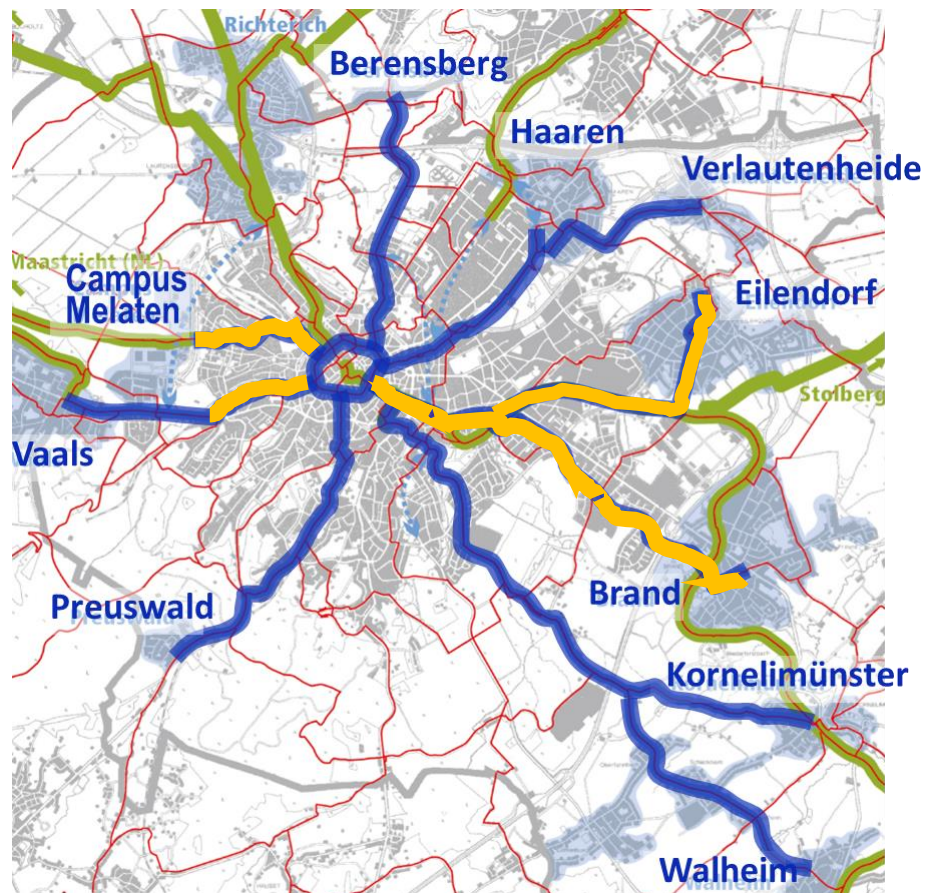 Richterich
Berensberg
Haaren
Verlautenheide
Maastricht (NL)
Campus
Melaten
Eilendorf
Stolberg
Vaals
Brand
Preuswald
Kornelimünster
Walheim